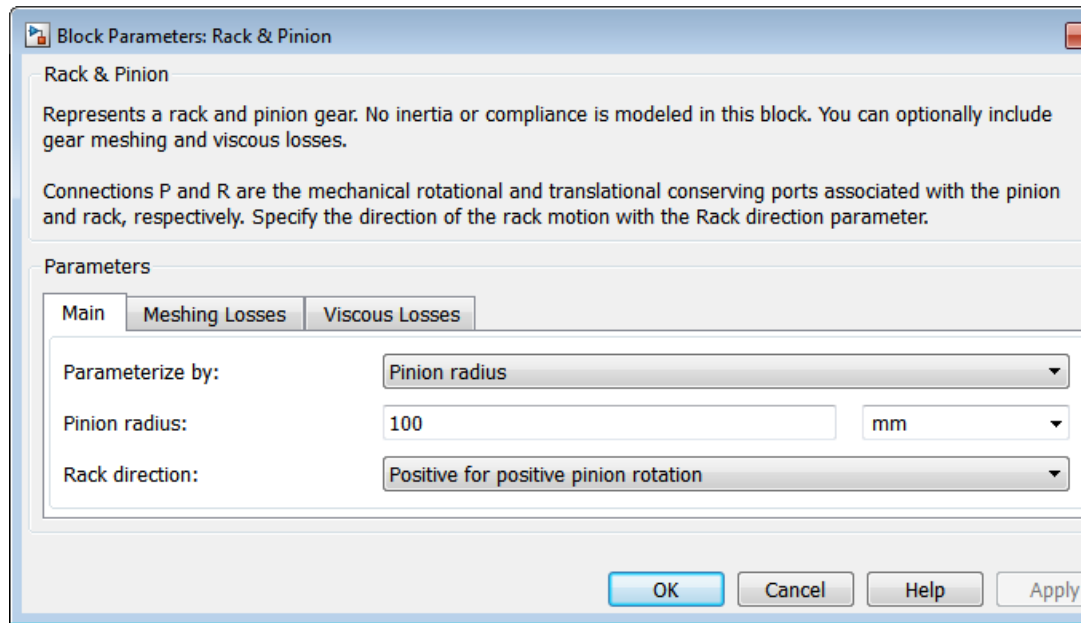 Block Parameters: Rack & Pinion
Rack & Pinion
Represents a rack and pinion gear. No inertia or compliance is modeled in this block. You can optionally include
gear meshing and viscous losses.
Connections P and R are the mechanical rotational and translational conserving ports associated with the pinion
and rack, respectively. Specify the direction of the rack motion with the Rack direction parameter.
Parameters
Main Meshing Losses Viscous Losses
Parameterize by: Pinion radius
Pinion radius: 100 mm
Rack direction: Positive for positive pinion rotation
OK Cancel Help Apply